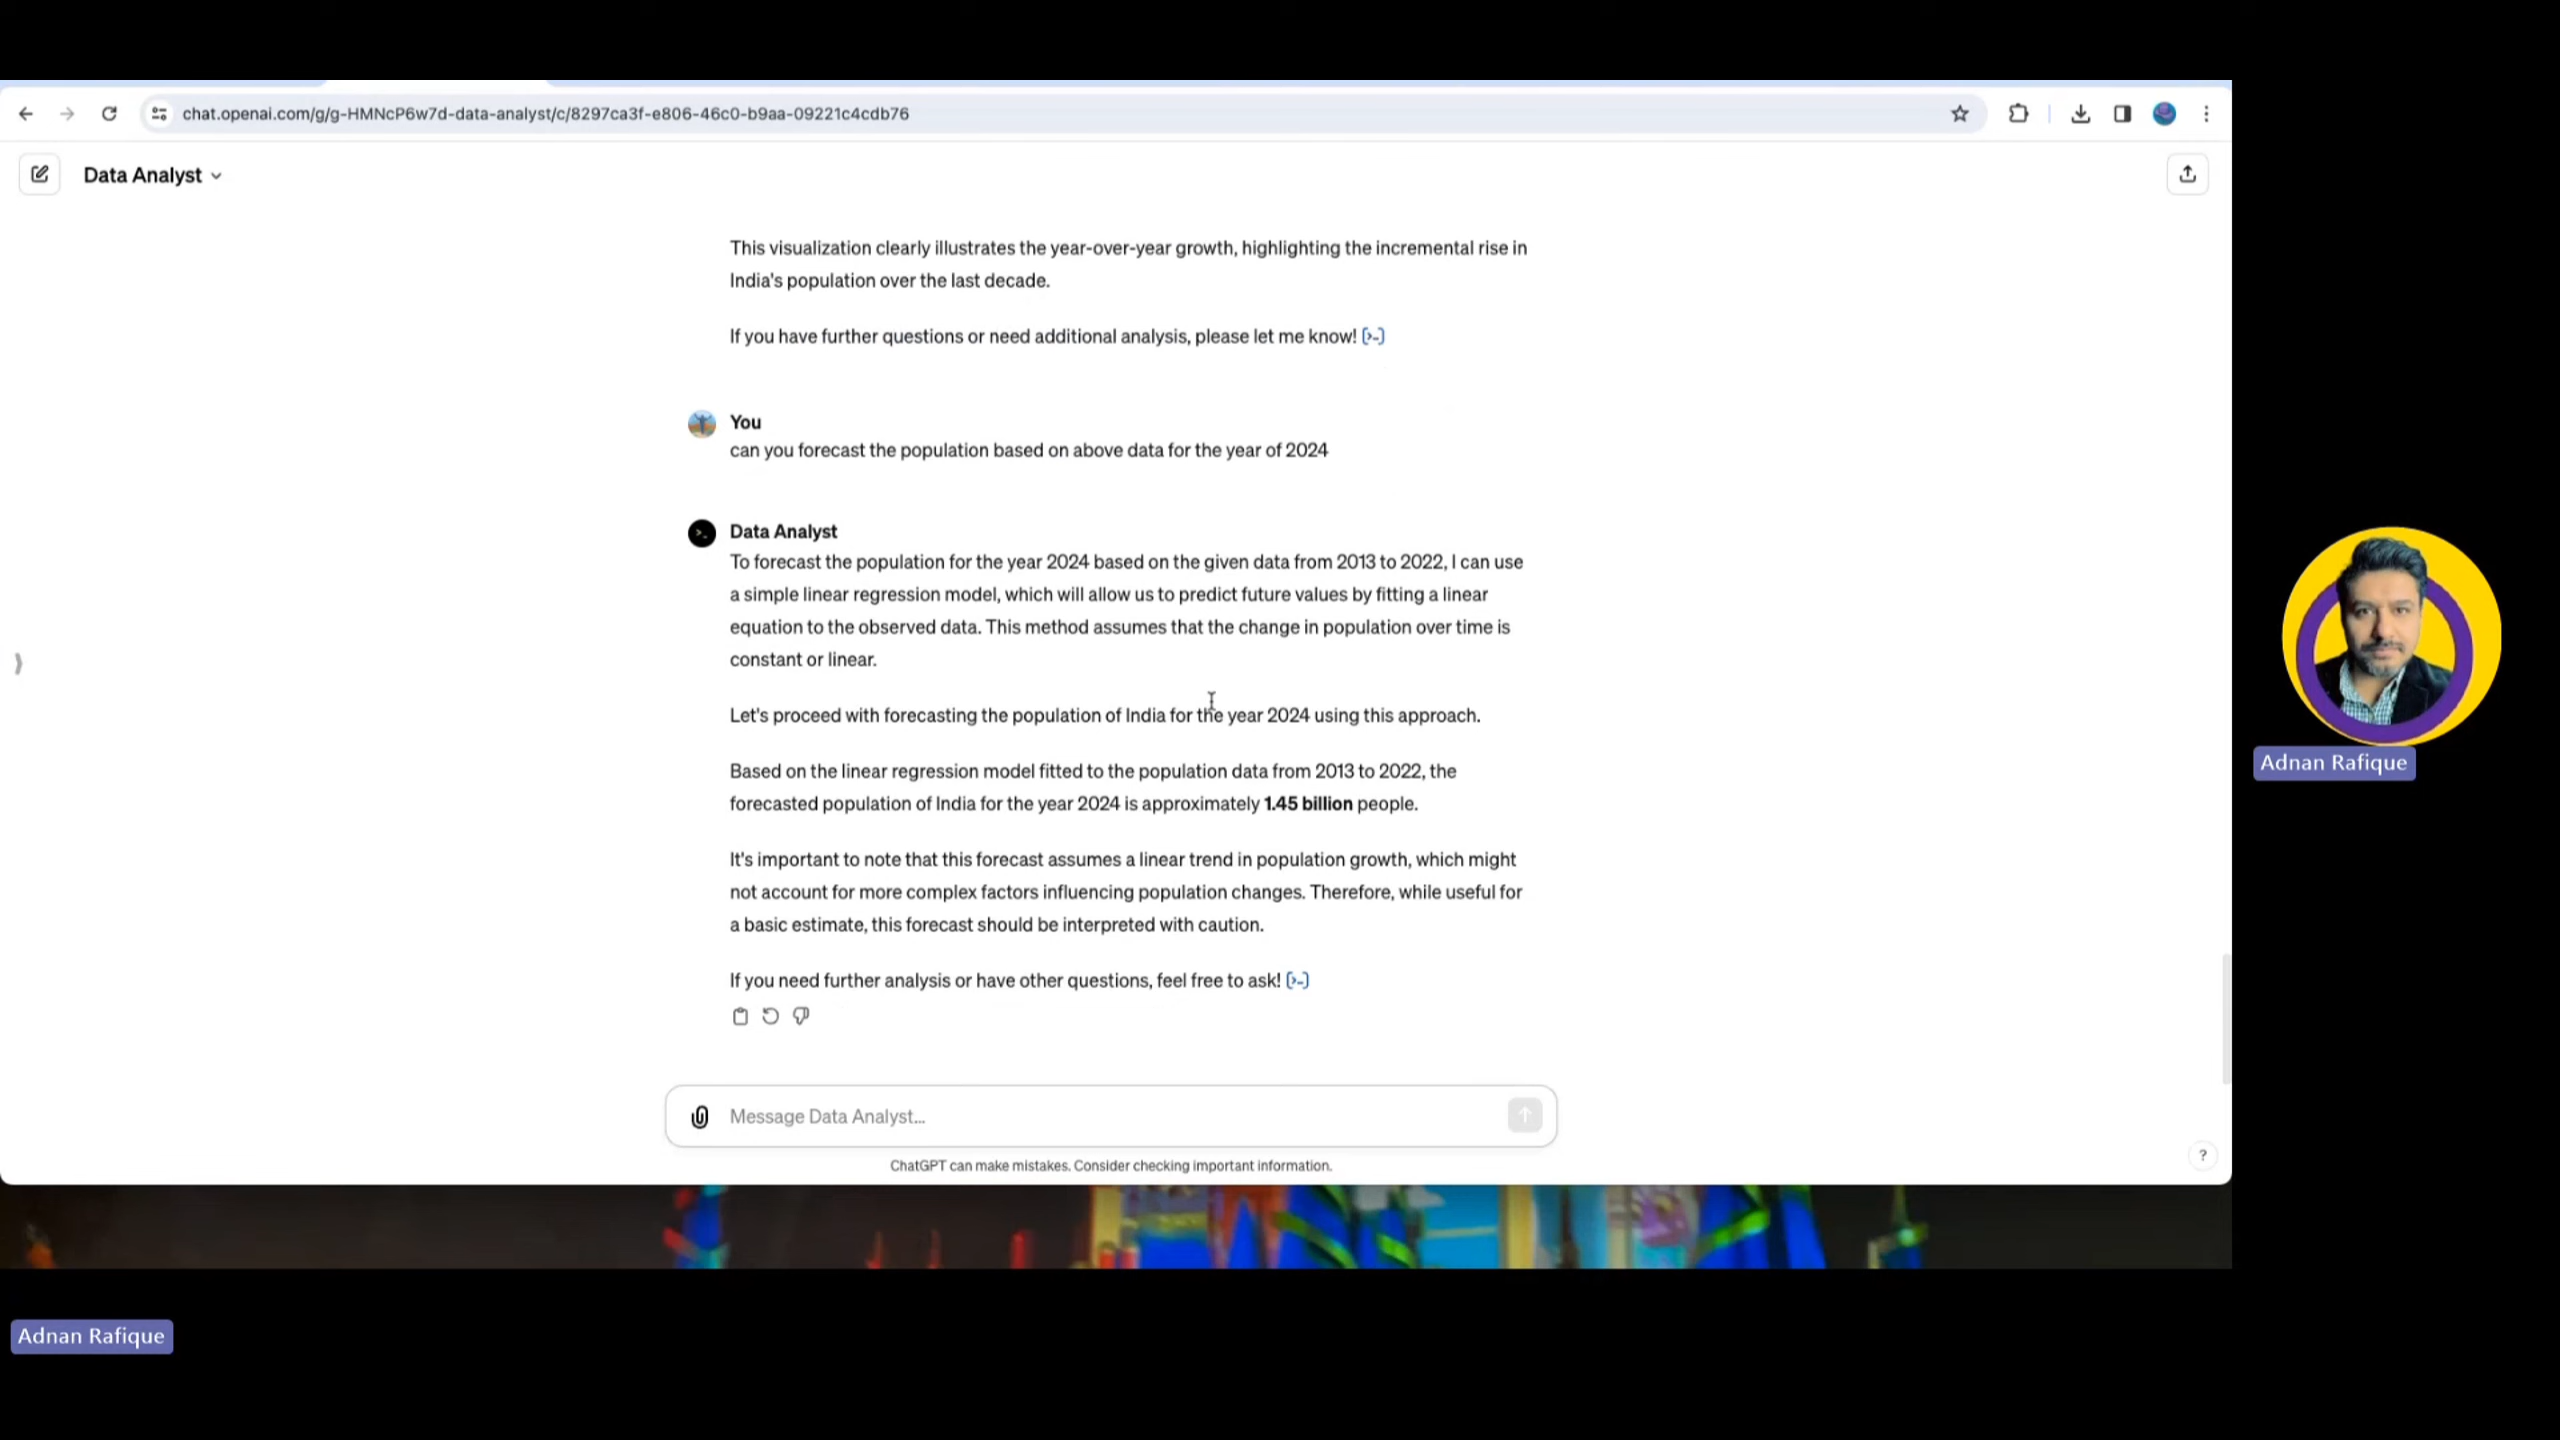 chat.openai.com/g/g-HMNcP6w7d-data-analyst/c/8297ca3f-e806-46c0-b9aa-09221c4cdb76
Data Analyst
This visualization clearly illustrates the year-over-year growth, highlighting the incremental rise in
India's population over the last decade.
If you have further questions or need additional analysis, please let me know! [>-]
You
can you forecast the population based on above data for the year of 2024
Data Analyst
To forecast the population for the year 2024 based on the given data from 2013 to 2022, I can use
a simple linear regression model, which will allow us to predict future values by fitting a linear
equation to the observed data. This method assumes that the change in population over time is
constant or linear.
Let's proceed with forecasting the population of India for the year 2024 using this approach.
Based on the linear regression model fitted to the population data from 2013 to 2022, the
forecasted population of India for the year 2024 is approximately 1.45 billion people.
It's important to note that this forecast assumes a linear trend in population growth, which might
not account for more complex factors influencing population changes. Therefore, while useful for
a basic estimate, this forecast should be interpreted with caution.
If you need further analysis or have other questions, feel free to ask! [>-]
Message Data Analyst...
ChatGPT can make mistakes. Consider checking important information.
?
Adnan Rafique
Adnan Rafique